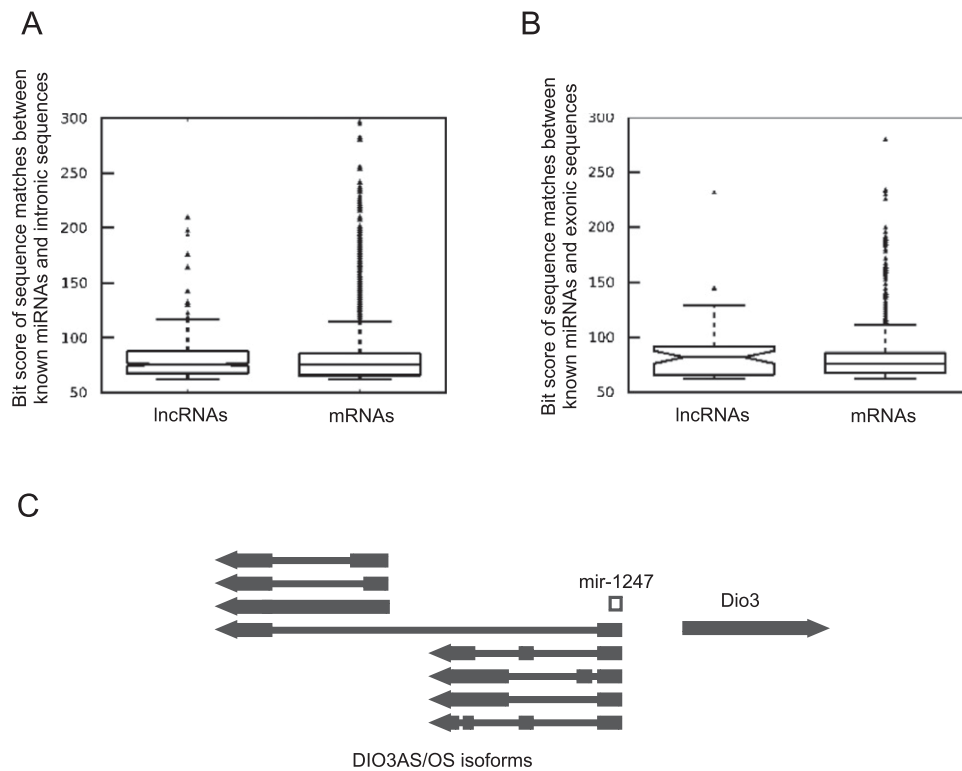 A
B
Bit score of sequence matches between
known miRNAs and intronic sequences
300
250
200
150
100
50
lncRNAs
mRNAs
Bit score of sequence matches between
known miRNAs and exonic sequences
300
250
200
150
100
50
lncRNAs
mRNAs
C
mir-1247
Dio3
DIO3AS/OS isoforms